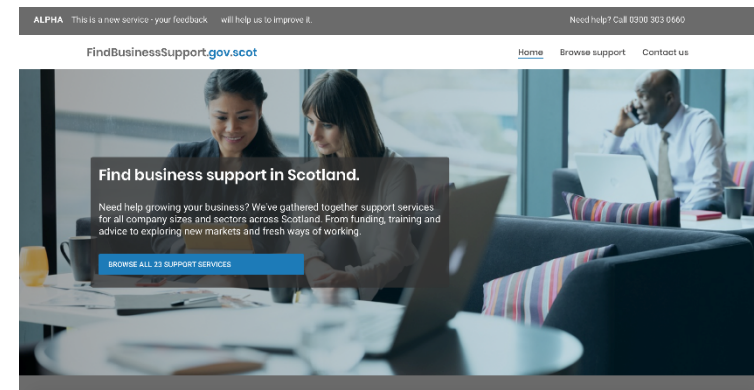 ALPHA This is a new service - your feedback will help us to improve it. Need help? Call 0300 303 0660
FindBusinessSupport.gov.scot Home Browse support Contact us
Find business support in Scotland.
Need help growing your business? We've gathered together support services
for all company sizes and sectors across Scotland. From funding, training and
advice to exploring new markets and fresh ways of working.
BROWSE ALL 23 SUPPORT SERVICES